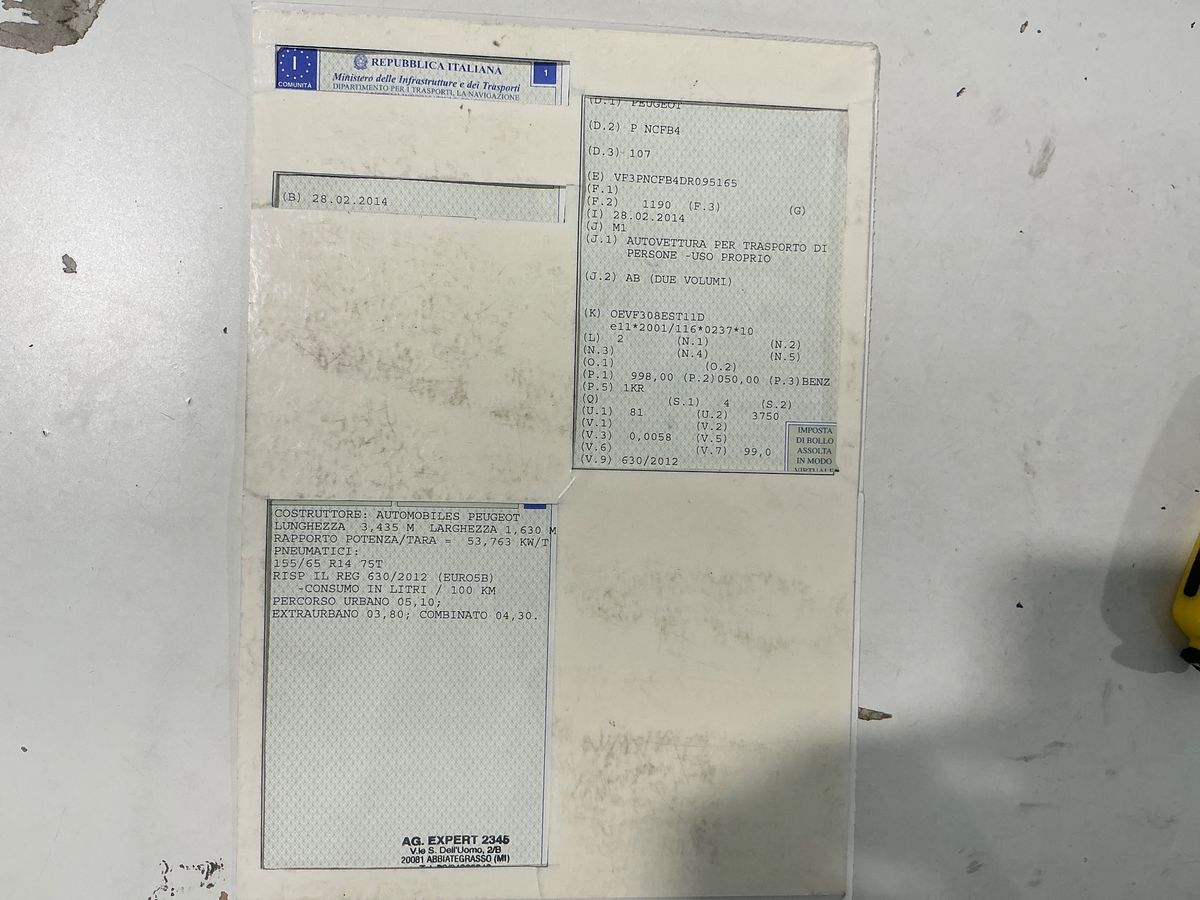 I
COMUNITÀ
REPUBBLICA ITALIANA
1
Ministero delle Infrastrutture e dei Trasporti
DIPARTIMENTO PER I TRASPORTI, LA NAVIGAZIONE
(B) 28.02.2014
(D.1) PEUGEOT
(D.2) P NCFB4
(D.3) 107
(E) VF3PNCFB4DR095165
(F.1)
(F.2) 1190 (F.3) (G)
(I) 28.02.2014
(J) M1
(J.1) AUTOVETTURA PER TRASPORTO DI
PERSONE -USO PROPRIO
(J.2) AB (DUE VOLUMI)
(K) OEVF308EST11D
e11*2001/116*0237*10
(L) 2 (N.1) (N.2)
(N.3) (N.4) (N.5)
(O.1) (O.2)
(P.1) 998,00 (P.2)050,00 (P.3)BENZ
(P.5) 1KR
(Q) (S.1) 4 (S.2)
(U.1) 81 (U.2) 3750
(V.1) (V.2)
(V.3) 0,0058 (V.5)
(V.6) (V.7) 99,0
(V.9) 630/2012
IMPOSTA
DI BOLLO
ASSOLTA
IN MODO
VIRTUALE
COSTRUTTORE: AUTOMOBILES PEUGEOT
LUNGHEZZA 3,435 M LARGHEZZA 1,630 M
RAPPORTO POTENZA/TARA = 53,763 KW/T
PNEUMATICI:
155/65 R14 75T
RISP IL REG 630/2012 (EURO5B)
-CONSUMO IN LITRI / 100 KM
PERCORSO URBANO 05,10;
EXTRAURBANO 03,80; COMBINATO 04,30.
AG. EXPERT 2345
V.le S. Dell'Uomo, 2/B
20081 ABBIATEGRASSO (MI)